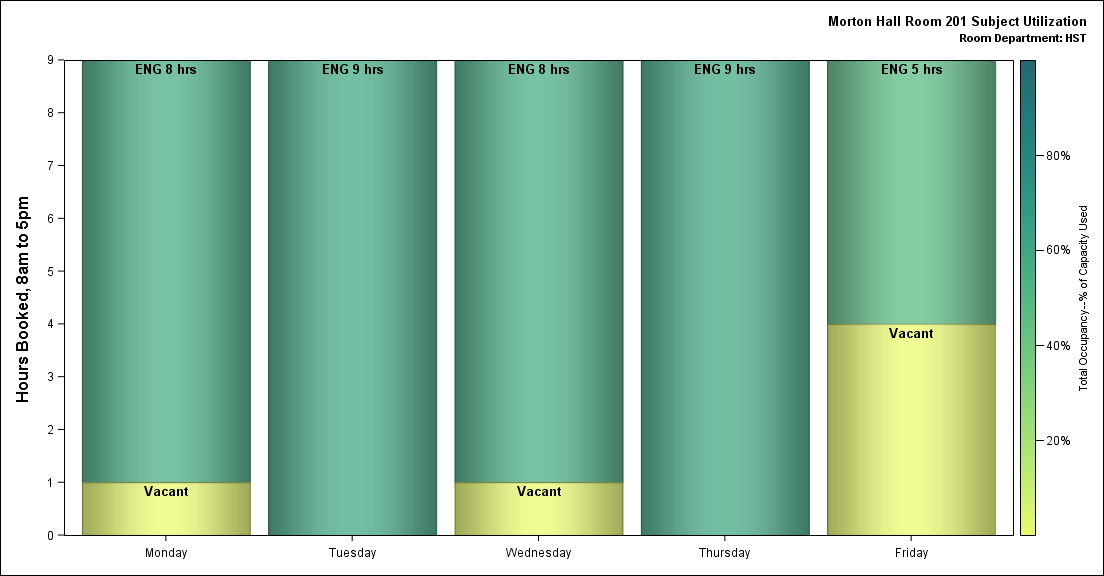 Morton Hall Room 201 Subject Utilization
Room Department: HST
Hours Booked, 8am to 5pm
9
8
7
6
5
4
3
2
1
0
ENG 8 hrs
ENG 9 hrs
ENG 8 hrs
ENG 9 hrs
ENG 5 hrs
Vacant
Vacant
Vacant
Monday
Tuesday
Wednesday
Thursday
Friday
80%
60%
40%
20%
Total Occupancy--% of Capacity Used